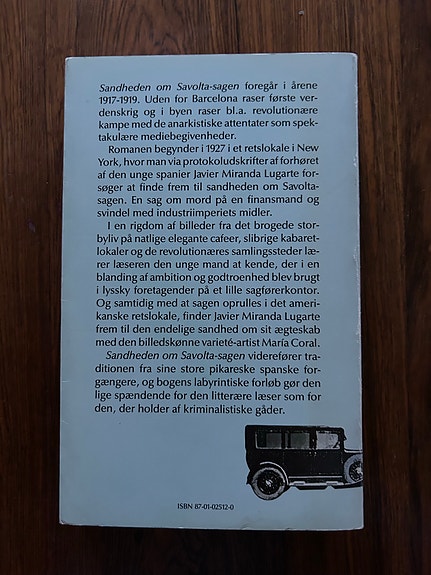 Sandheden om Savolta-sagen foregår i årene
1917-1919. Uden for Barcelona raser første ver-
denskrig og i byen raser bl.a. revolutionære
kampe med de anarkistiske attentater som spek-
takulære mediebegivenheder.
Romanen begynder i 1927 i et retslokale i New
York, hvor man via protokoludskrifter af forhøret
af den unge spanier Javier Miranda Lugarte for-
søger at finde frem til sandheden om Savolta-
sagen. En sag om mord på en finansmand og
svindel med industriimperiets midler.
I en rigdom af billeder fra det brogede stor-
byliv på natlige elegante cafeer, slibrige kabaret-
lokaler og de revolutionæres samlingssteder læ-
rer læseren den unge mand at kende, der i en
blanding af ambition og godtroenhed blev brugt
i lyssky foretagender på et lille sagførerkontor.
Og samtidig med at sagen oprulles i det ameri-
kanske retslokale, finder Javier Miranda Lugarte
frem til den endelige sandhed om sit ægteskab
med den billedskønne varieté-artist María Coral.
Sandheden om Savolta-sagen viderefører tra-
ditionen fra sine store pikareske spanske for-
gængere, og bogens labyrintiske forløb gør den
lige spændende for den litterære læser som for
den, der holder af kriminalistiske gåder.
ISBN 87-01-02512-0